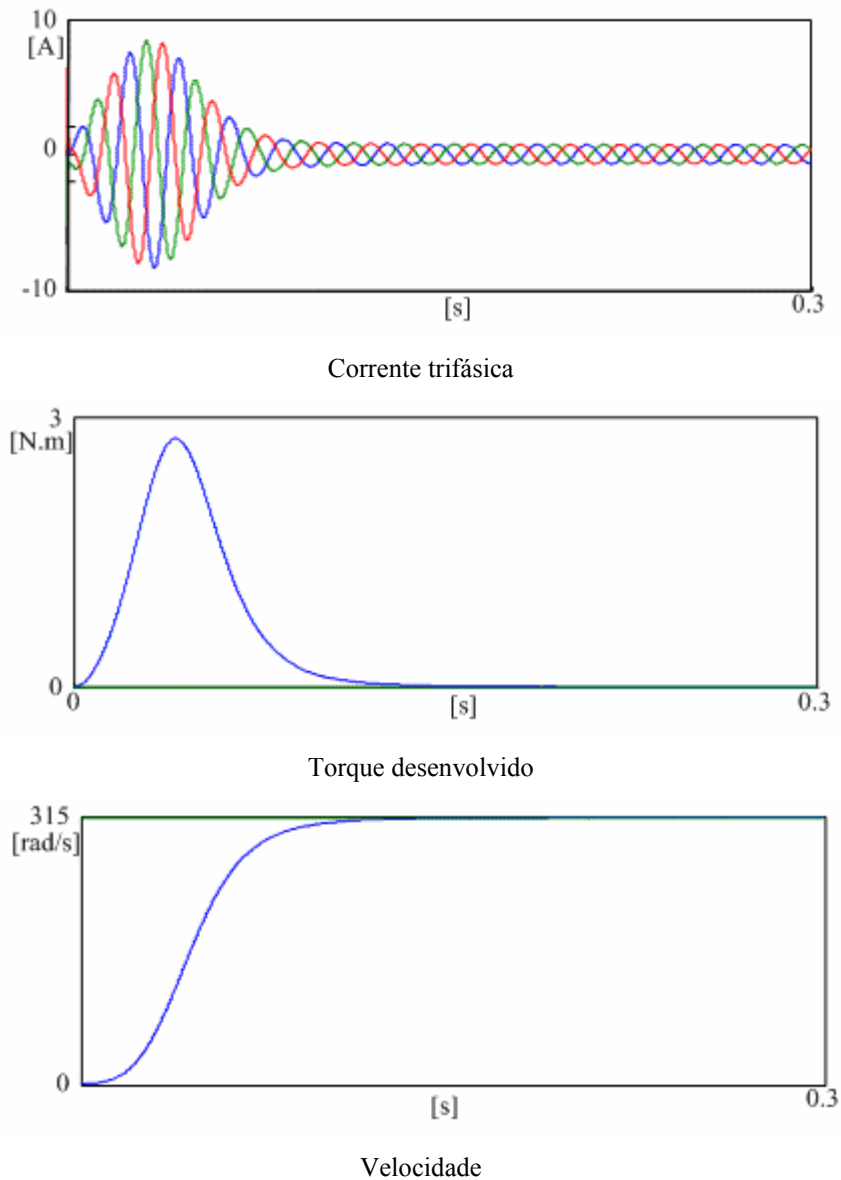 10
[A]
0
-10
[s]
0.3
Corrente trifásica
3
[N.m]
0
0
[s]
0.3
Torque desenvolvido
315
[rad/s]
0
[s]
0.3
Velocidade